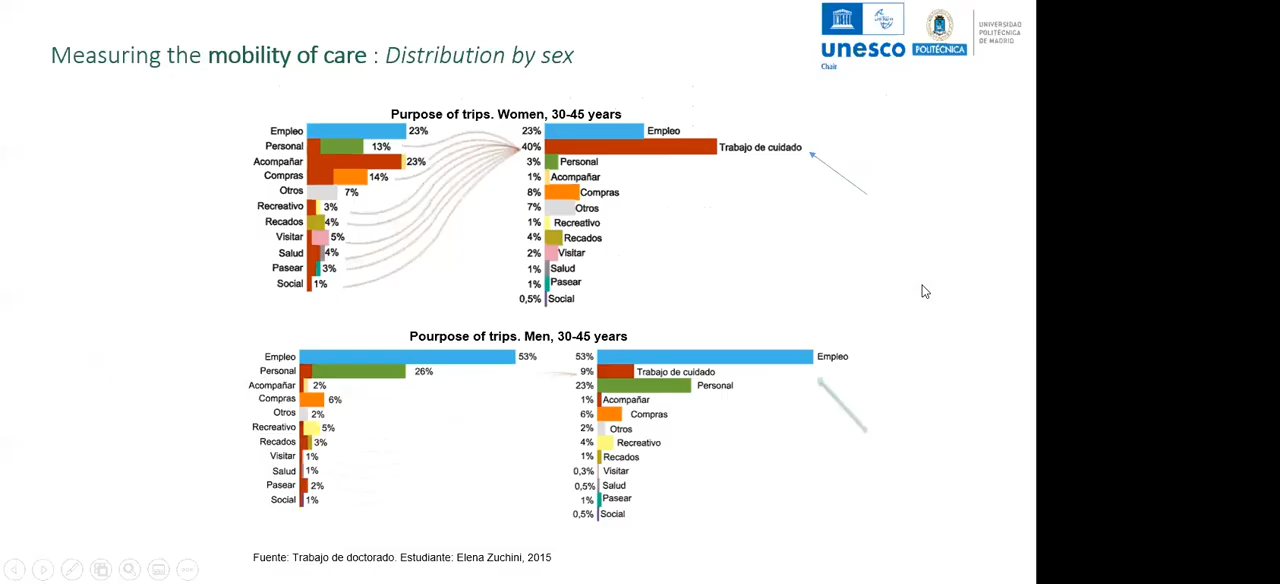 Measuring the mobility of care : Distribution by sex
unesco
Chair
POLITÉCNICA
UNIVERSIDAD
POLITÉCNICA
DE MADRID
Purpose of trips. Women, 30-45 years
Empleo 23%
Personal 13%
Acompañar 23%
Compras 14%
Otros 7%
Recreativo 3%
Recados 4%
Visitar 5%
Salud 4%
Pasear 3%
Social 1%
23% Empleo
40% Trabajo de cuidado
3% Personal
1% Acompañar
8% Compras
7% Otros
1% Recreativo
4% Recados
2% Visitar
1% Salud
1% Pasear
0,5% Social
Pourpose of trips. Men, 30-45 years
Empleo 53%
Personal 26%
Acompañar 2%
Compras 6%
Otros 2%
Recreativo 5%
Recados 3%
Visitar 1%
Salud 1%
Pasear 2%
Social 1%
53% Empleo
9% Trabajo de cuidado
23% Personal
1% Acompañar
6% Compras
2% Otros
4% Recreativo
1% Recados
0,3% Visitar
0,5% Salud
1% Pasear
0,5% Social
Fuente: Trabajo de doctorado. Estudiante: Elena Zuchini, 2015